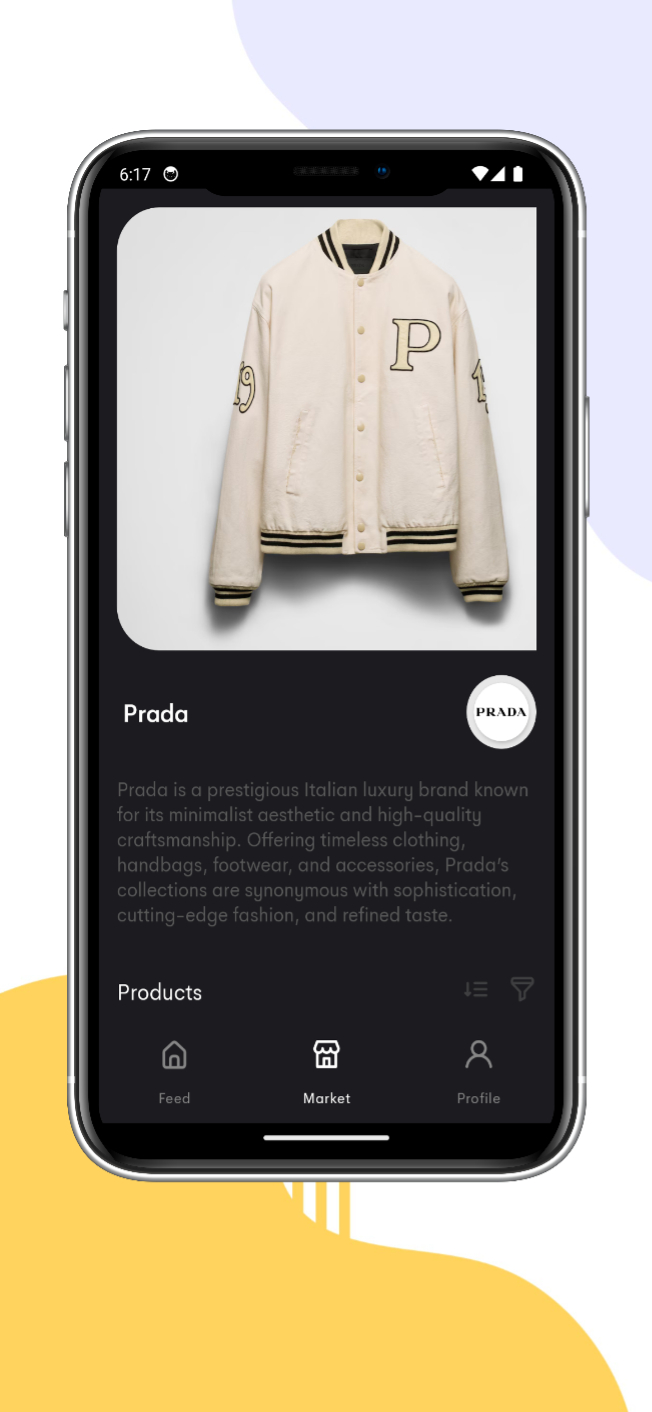 6:17
P
19
Prada
PRADA
Prada is a prestigious Italian luxury brand known
for its minimalist aesthetic and high-quality
craftsmanship. Offering timeless clothing,
handbags, footwear, and accessories, Prada's
collections are synonymous with sophistication,
cutting-edge fashion, and refined taste.
Products
Feed
Market
Profile